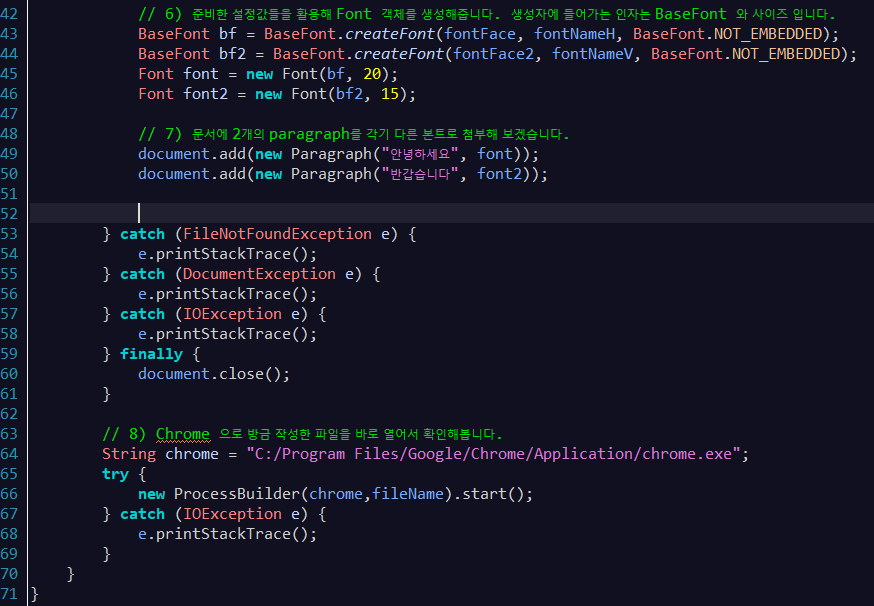 42 // 6) 준비한 설정값들을 활용해 Font 객체를 생성해줍니다. 생성자에 들어가는 인자는 BaseFont 와 사이즈 입니다.
43 BaseFont bf = BaseFont.createFont(fontFace, fontNameH, BaseFont.NOT_EMBEDDED);
44 BaseFont bf2 = BaseFont.createFont(fontFace2, fontNameV, BaseFont.NOT_EMBEDDED);
45 Font font = new Font(bf, 20);
46 Font font2 = new Font(bf2, 15);
47
48 // 7) 문서에 2개의 paragraph를 각기 다른 본트로 첨부해 보겠습니다.
49 document.add(new Paragraph("안녕하세요", font));
50 document.add(new Paragraph("반갑습니다", font2));
51
52
53 } catch (FileNotFoundException e) {
54 e.printStackTrace();
55 } catch (DocumentException e) {
56 e.printStackTrace();
57 } catch (IOException e) {
58 e.printStackTrace();
59 } finally {
60 document.close();
61 }
62
63 // 8) Chrome 으로 방금 작성한 파일을 바로 열어서 확인해봅니다.
64 String chrome = "C:/Program Files/Google/Chrome/Application/chrome.exe";
65 try {
66 new ProcessBuilder(chrome,fileName).start();
67 } catch (IOException e) {
68 e.printStackTrace();
69 }
70 }
71 }